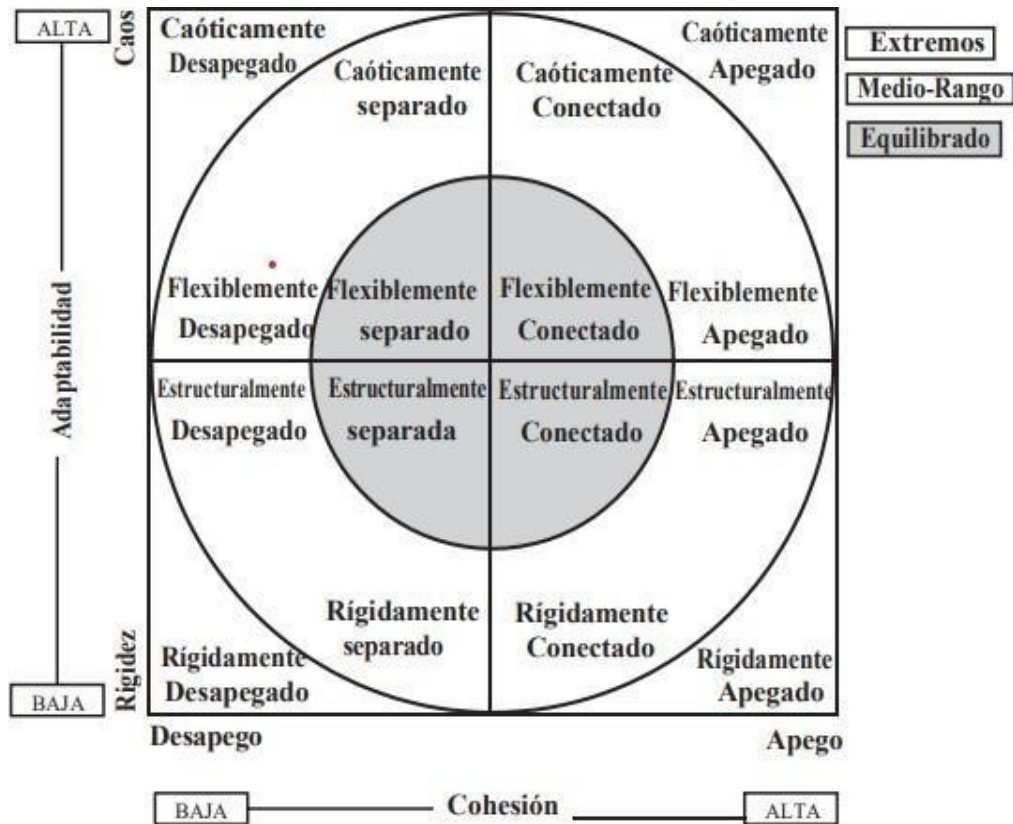 ALTA
Caos
Caóticamente
Desapegado
Caóticamente
separado
Caóticamente
Conectado
Caóticamente
Apegado
Extremos
Medio-Rango
Equilibrado
Adaptabilidad
Flexiblemente
Desapegado
Flexiblemente
separado
Flexiblemente
Conectado
Flexiblemente
Apegado
Estructuralmente
Desapegado
Estructuralmente
separada
Estructuralmente
Conectado
Estructuralmente
Apegado
Rígidamente
Desapegado
Rígidamente
separado
Rígidamente
Conectado
Rígidamente
Apegado
Rigidez
BAJA
Desapego
Apego
BAJA
Cohesión
ALTA